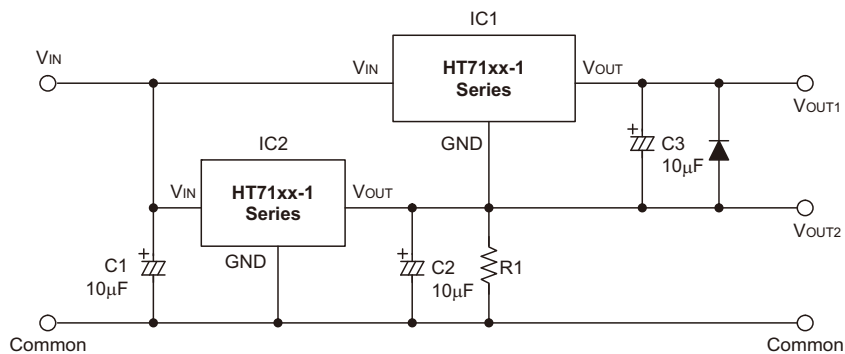 IC1
VIN
VIN
HT71xx-1
Series
VOUT
VOUT1
GND
C3
10μF
IC2
VIN
HT71xx-1
Series
VOUT
VOUT2
GND
C1
10μF
C2
10μF
R1
Common
Common